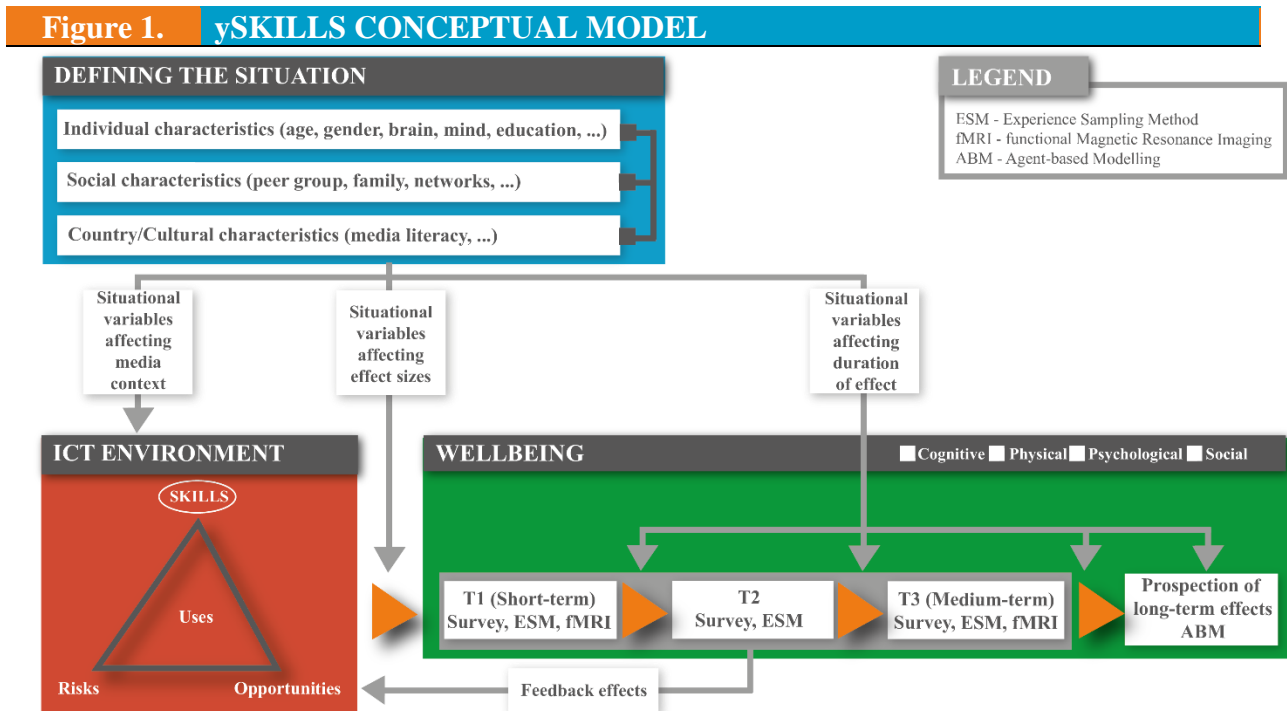 Figure 1. ySKILLS CONCEPTUAL MODEL
DEFINING THE SITUATION
Individual characteristics (age, gender, brain, mind, education, ...)
Social characteristics (peer group, family, networks, ...)
Country/Cultural characteristics (media literacy, ...)
LEGEND
ESM - Experience Sampling Method
fMRI - functional Magnetic Resonance Imaging
ABM - Agent-based Modelling
Situational
variables
affecting
media
context
Situational
variables
affecting
effect sizes
Situational
variables
affecting
duration
of effect
ICT ENVIRONMENT
SKILLS
Uses
Risks
Opportunities
WELLBEING
Cognitive Physical Psychological Social
T1 (Short-term)
Survey, ESM, fMRI
T2
Survey, ESM
T3 (Medium-term)
Survey, ESM, fMRI
Prospection of
long-term effects
ABM
Feedback effects